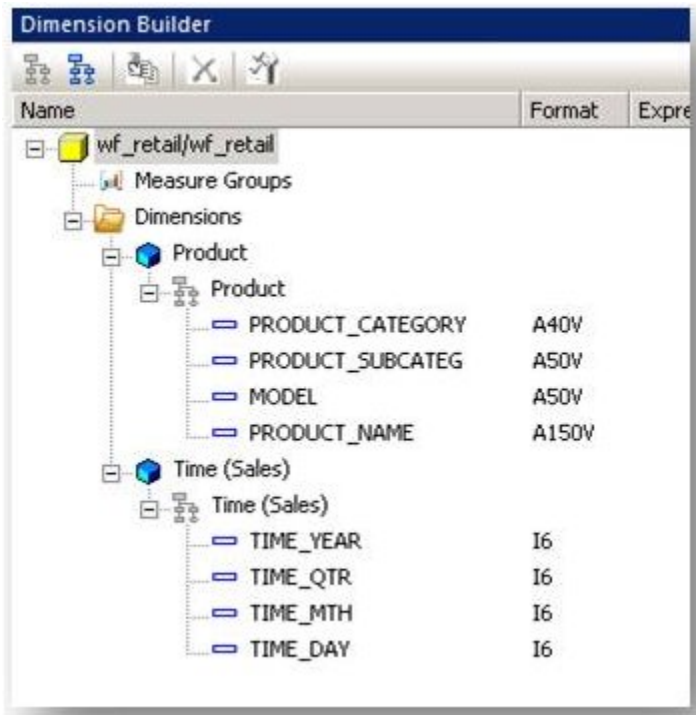 Dimension Builder
Name Format Expre
wf_retail/wf_retail
Measure Groups
Dimensions
Product
Product
PRODUCT_CATEGORY A40V
PRODUCT_SUBCATEG A50V
MODEL A50V
PRODUCT_NAME A150V
Time (Sales)
Time (Sales)
TIME_YEAR I6
TIME_QTR I6
TIME_MTH I6
TIME_DAY I6